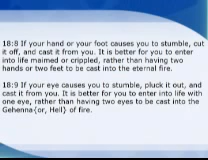 18:8 If your hand or your foot causes you to stumble, cut
it off, and cast it from you. It is better for you to enter
into life maimed or crippled, rather than having two
hands or two feet to be cast into the eternal fire.
18:9 If your eye causes you to stumble, pluck it out, and
cast it from you. It is better for you to enter into life with
one eye, rather than having two eyes to be cast into the
Gehenna{or, Hell} of fire.